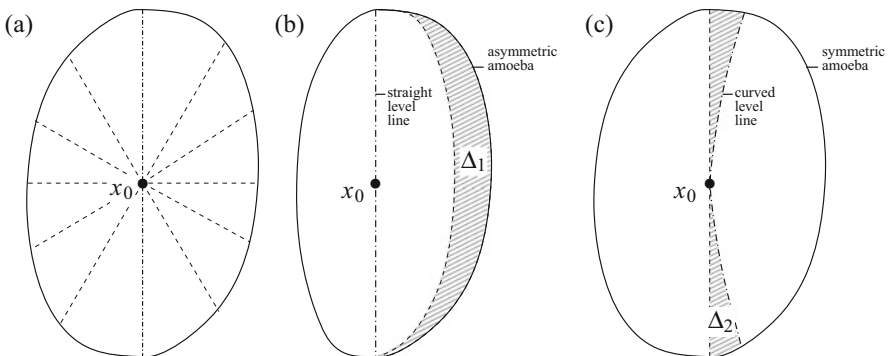 (a)
x0
(b)
asymmetric
amoeba
straight
level
line
Δ1
x0
(c)
symmetric
amoeba
curved
level
line
x0
Δ2